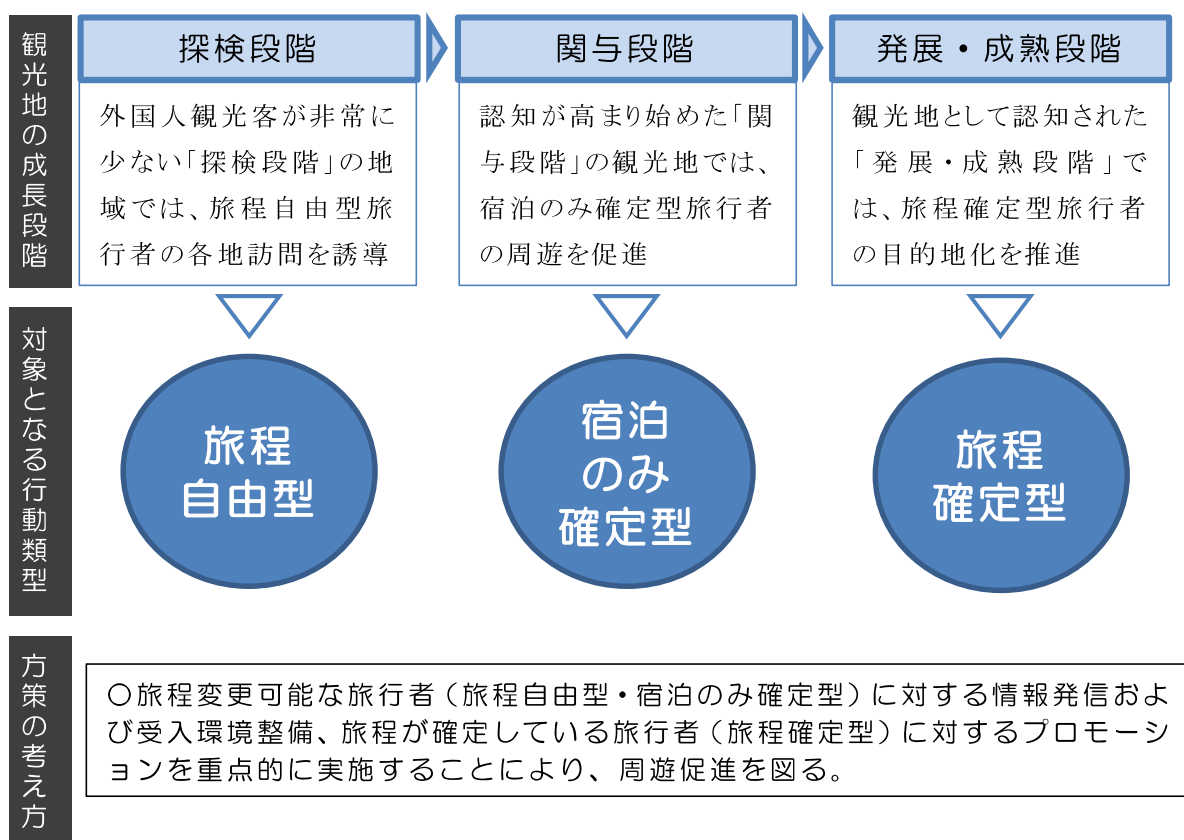 観光地の成長段階
探検段階
外国人観光客が非常に
少ない「探検段階」の地
域では、旅程自由型旅
行者の各地訪問を誘導
関与段階
認知が高まり始めた「関
与段階」の観光地では、
宿泊のみ確定型旅行者
の周遊を促進
発展・成熟段階
観光地として認知された
「発展・成熟段階」で
は、旅程確定型旅行者
の目的地化を推進
対象となる行動類型
旅程
自由型
宿泊
のみ
確定型
旅程
確定型
方策の考え方
○旅程変更可能な旅行者（旅程自由型・宿泊のみ確定型）に対する情報発信およ
び受入環境整備、旅程が確定している旅行者（旅程確定型）に対するプロモーシ
ョンを重点的に実施することにより、周遊促進を図る。